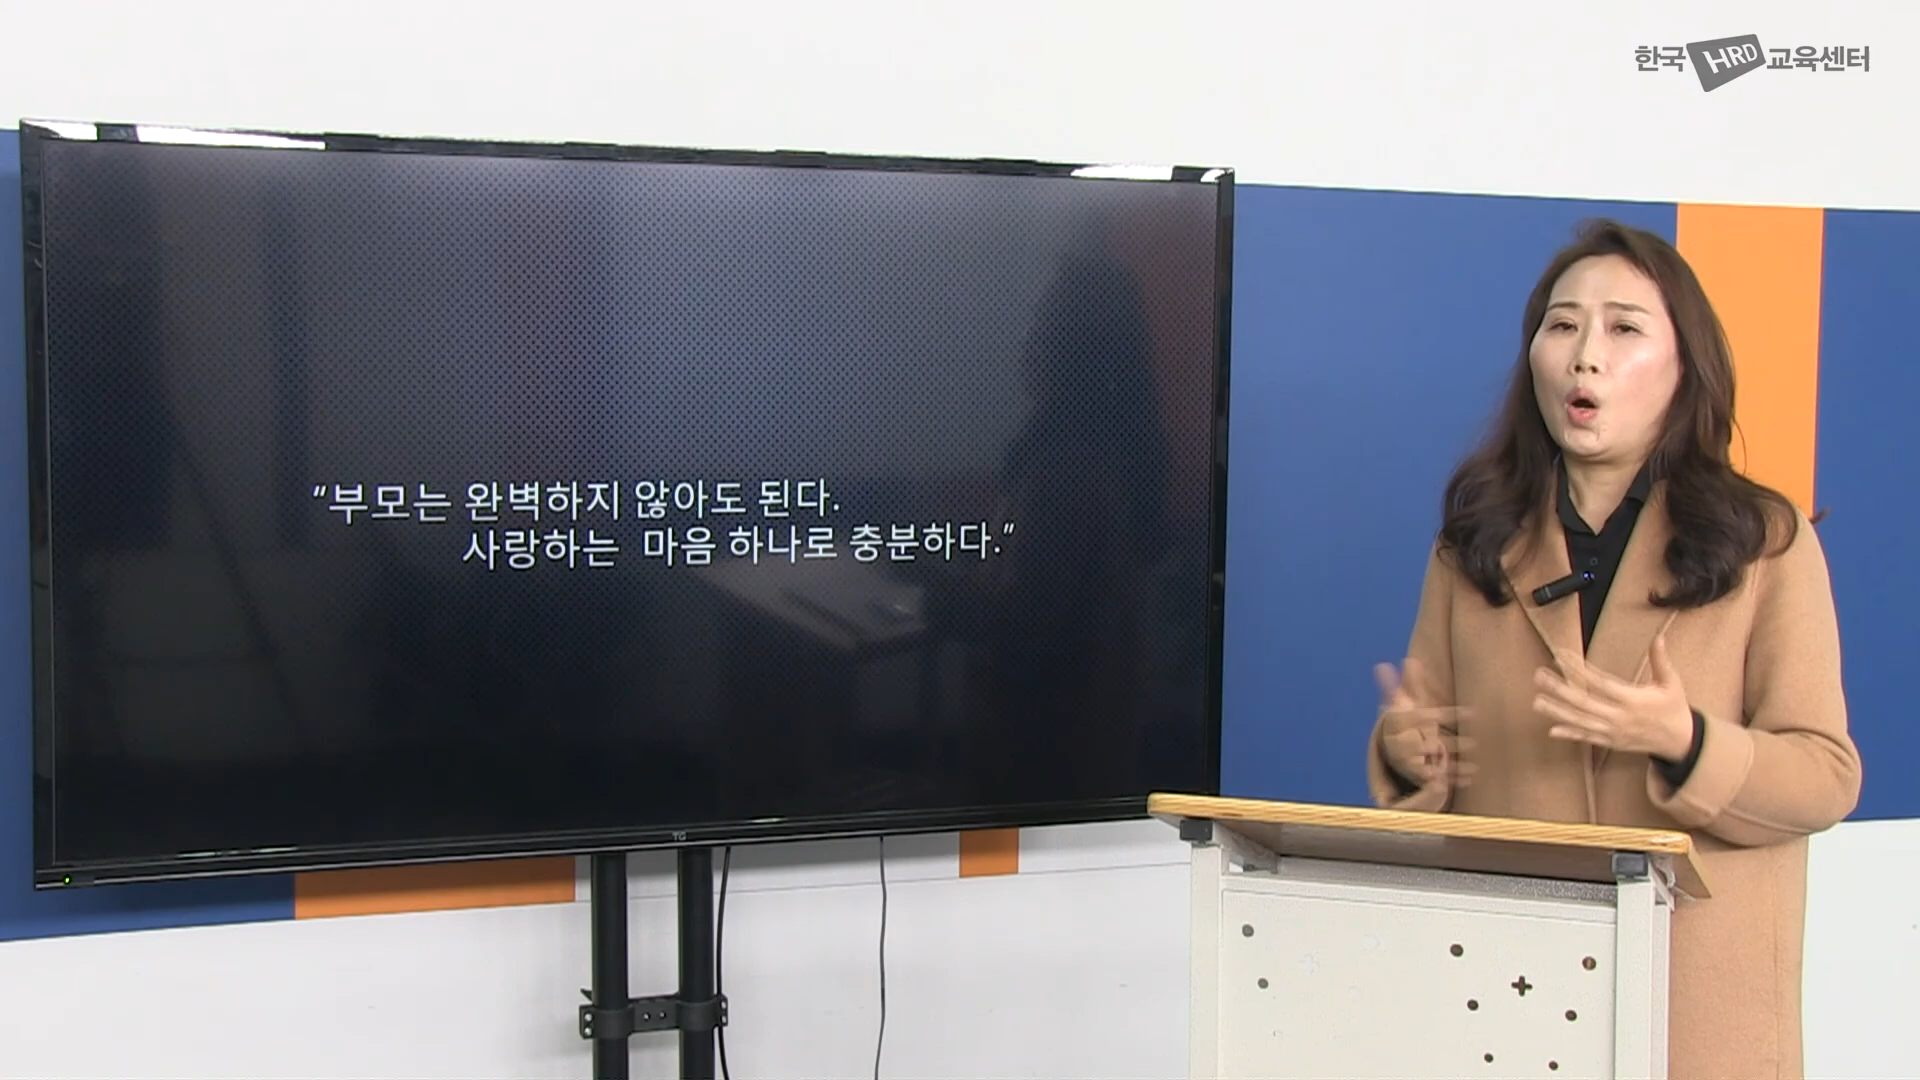 한국 HRD 교육센터
“부모는 완벽하지 않아도 된다.
사랑하는 마음 하나로 충분하다.”
TG